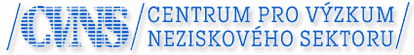 CVNS
CENTRUM PRO VÝZKUM
NEZISKOVÉHO SEKTORU